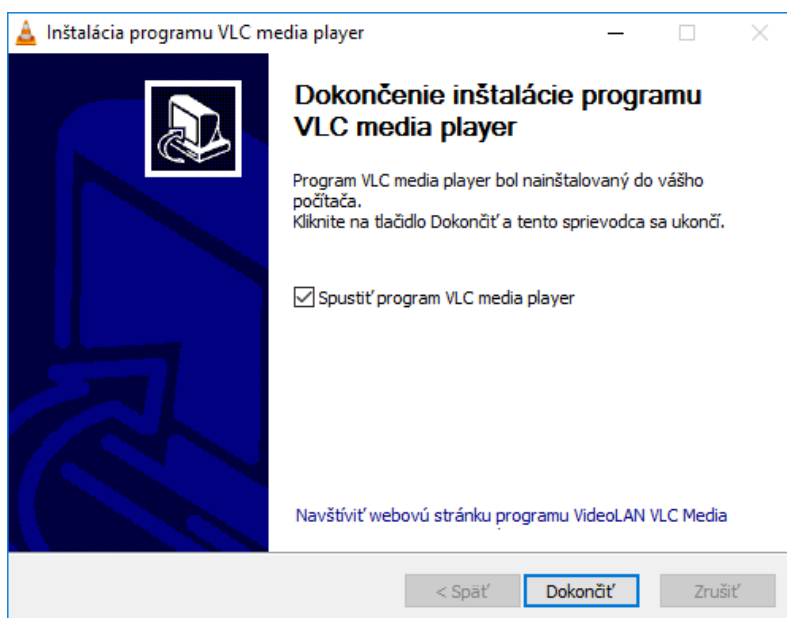 Inštalácia programu VLC media player
Dokončenie inštalácie programu
VLC media player
Program VLC media player bol nainštalovaný do vášho
počítača.
Kliknite na tlačidlo Dokončiť a tento sprievodca sa ukončí.
Spustiť program VLC media player
Navštíviť webovú stránku programu VideoLAN VLC Media
< Späť
Dokončiť
Zrušiť